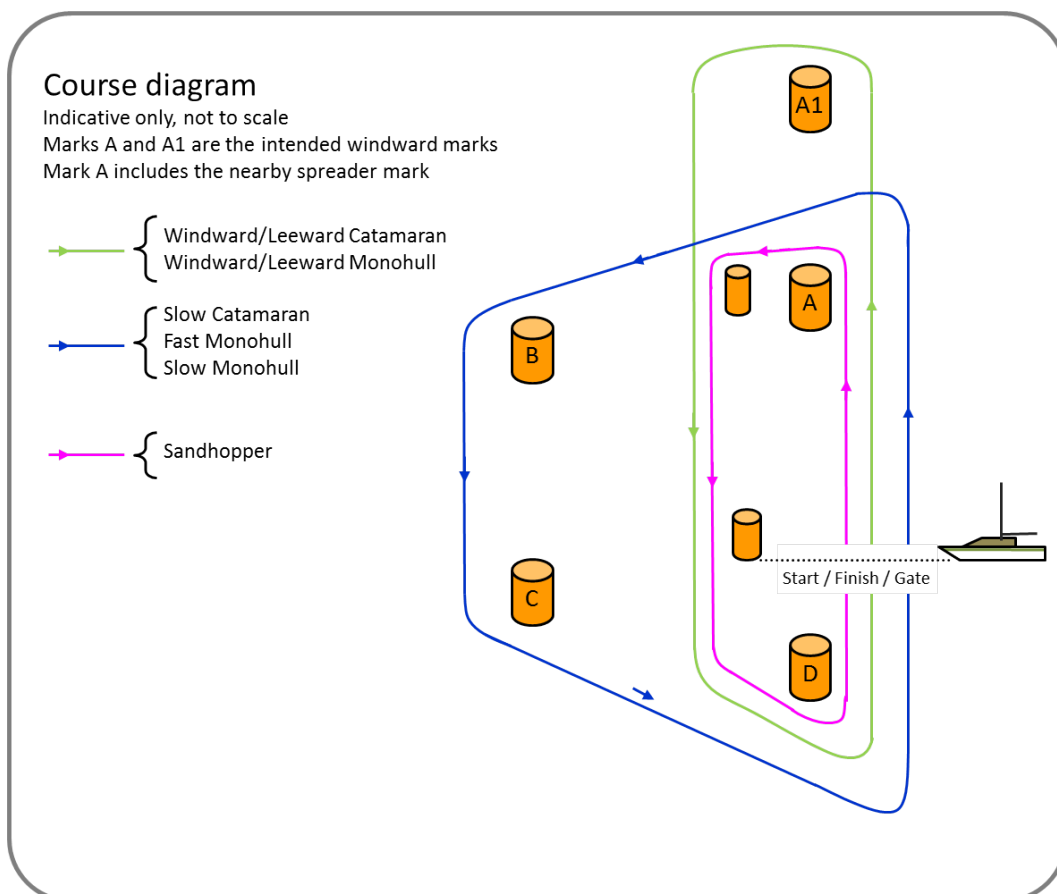 Course diagram
Indicative only, not to scale
Marks A and A1 are the intended windward marks
Mark A includes the nearby spreader mark
Windward/Leeward Catamaran
Windward/Leeward Monohull
Slow Catamaran
Fast Monohull
Slow Monohull
Sandhopper
A1
A
B
C
Start / Finish / Gate
D